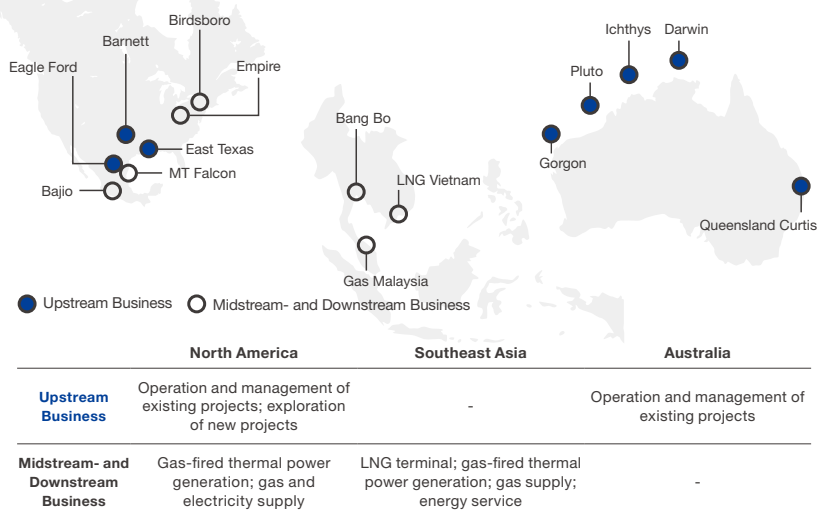 Birdsboro
Barnett
Eagle Ford
Empire
East Texas
MT Falcon
Bajio
Bang Bo
LNG Vietnam
Gas Malaysia
Ichthys
Darwin
Pluto
Gorgon
Queensland Curtis
Upstream Business
Midstream- and Downstream Business
North America
Southeast Asia
Australia
Upstream
Business
Operation and management of
existing projects; exploration
of new projects
-
Operation and management of
existing projects
Midstream- and
Downstream
Business
Gas-fired thermal power
generation; gas and
electricity supply
LNG terminal; gas-fired thermal
power generation; gas supply;
energy service
-